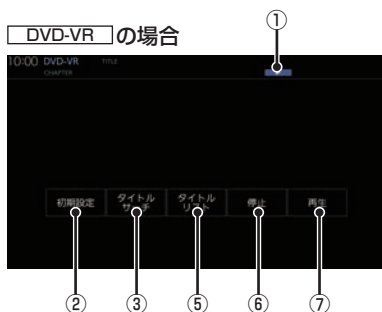 ①
DVD-VR の場合
10:00 DVD-VR TITLE
CHAPTER
初期設定 タイトルサーチ タイトルリスト 停止 再生
② ③ ⑤ ⑥ ⑦